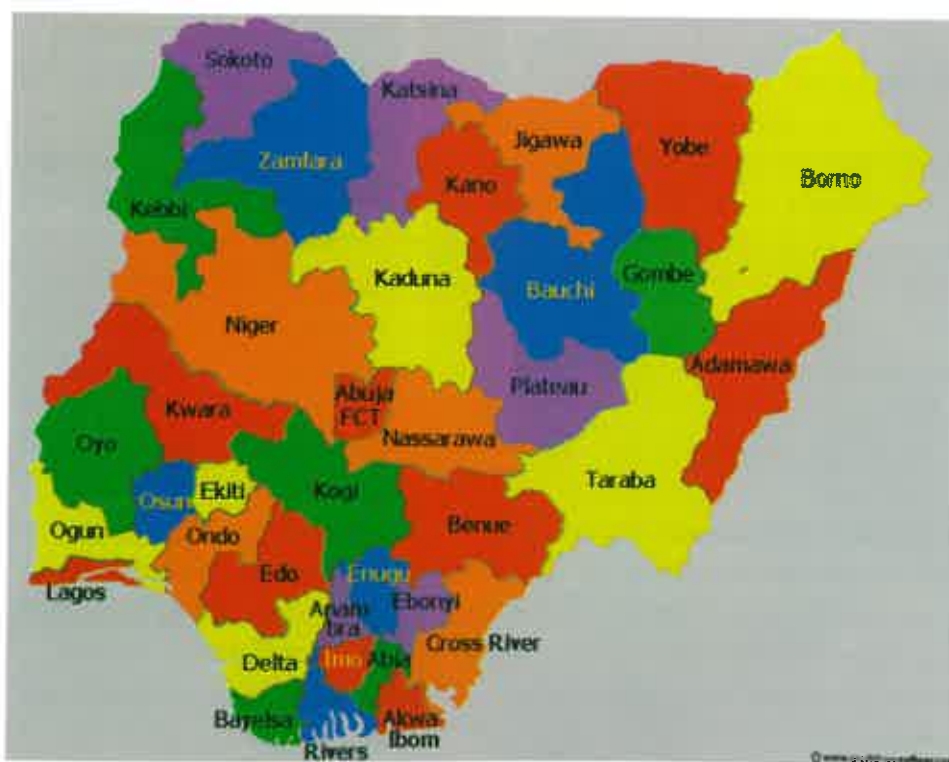 Sokoto
Katsina
Zamfara
Jigawa
Yobe
Borno
Kano
Kebbi
Kaduna
Gombe
Bauchi
Niger
Adamawa
Abuja
FCT
Plateau
Kwara
Nassarawa
Oyo
Taraba
Osun
Ekiti
Kogi
Benue
Ogun
Ondo
Edo
Enugu
Lagos
Anam
bra
Ebonyi
Cross River
Delta
Imo
Abia
Bayelsa
Rivers
Akwa
Ibom